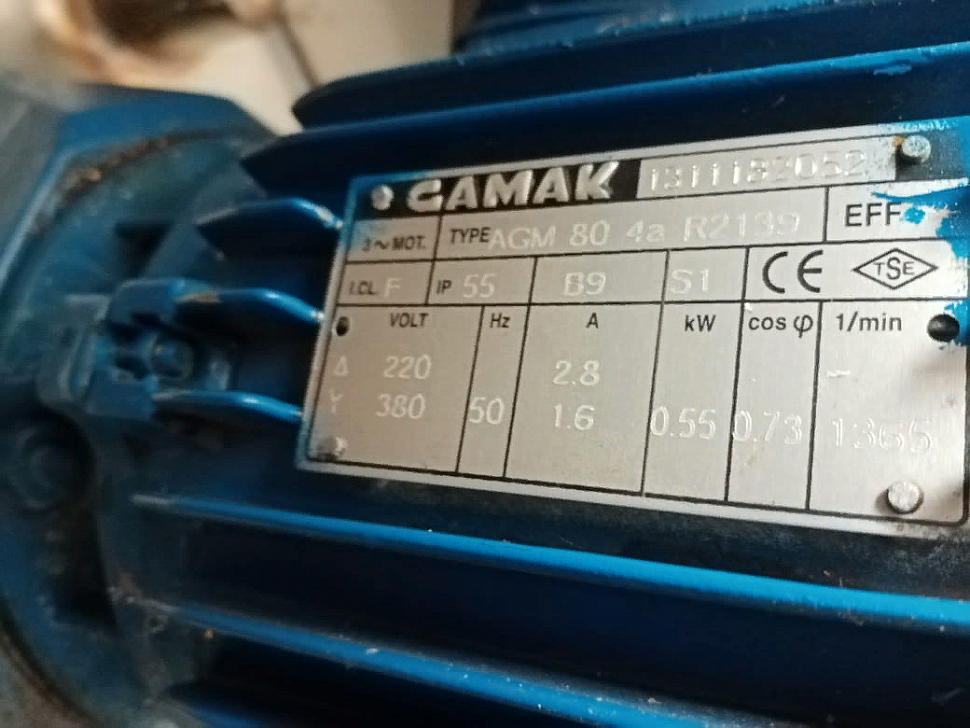 GAMAK 1311182052
3~MOT. TYPE AGM 80 4a R2139 EFF
I.CL. F IP 55 B9 S1 CE TSE
VOLT Hz A kW cos φ 1/min
Δ 220 2.8 -
Y 380 50 1.6 0.55 0.73 1365